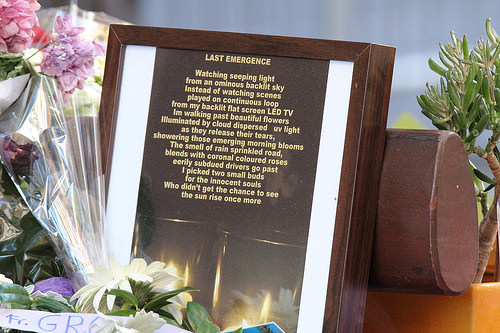 LAST EMERGENCE
Watching seeping light
from an ominous backlit sky
Instead of watching scenes
played on continuous loop
from my backlit flat screen LED TV
Im walking past beautiful flowers
Illuminated by cloud dispersed uv light
as they release their tears,
showering those emerging morning blooms
The smell of rain sprinkled road,
blends with coronal coloured roses
eerily subdued drivers go past
I picked two small buds
for the innocent souls
Who didn't get the chance to see
the sun rise once more
Fr. GR